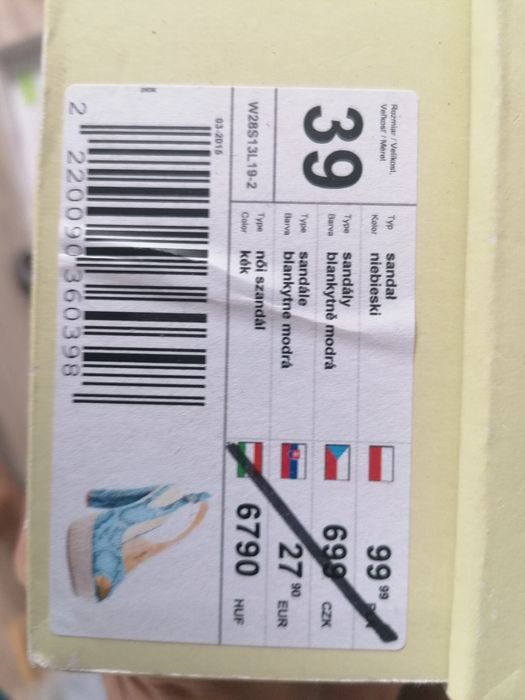 Rozmiar / Velikost,
Veľkosť / Méret
39
W28S13L19-2
03-2015
2 220090 360398
Typ sandał
Kolor niebieski
99 99
Type sandály
Barva blankytně modrá
699 CZK
Type sandále
Barva blankytne modrá
27 90 EUR
Type női szandál
Color kék
6790 HUF